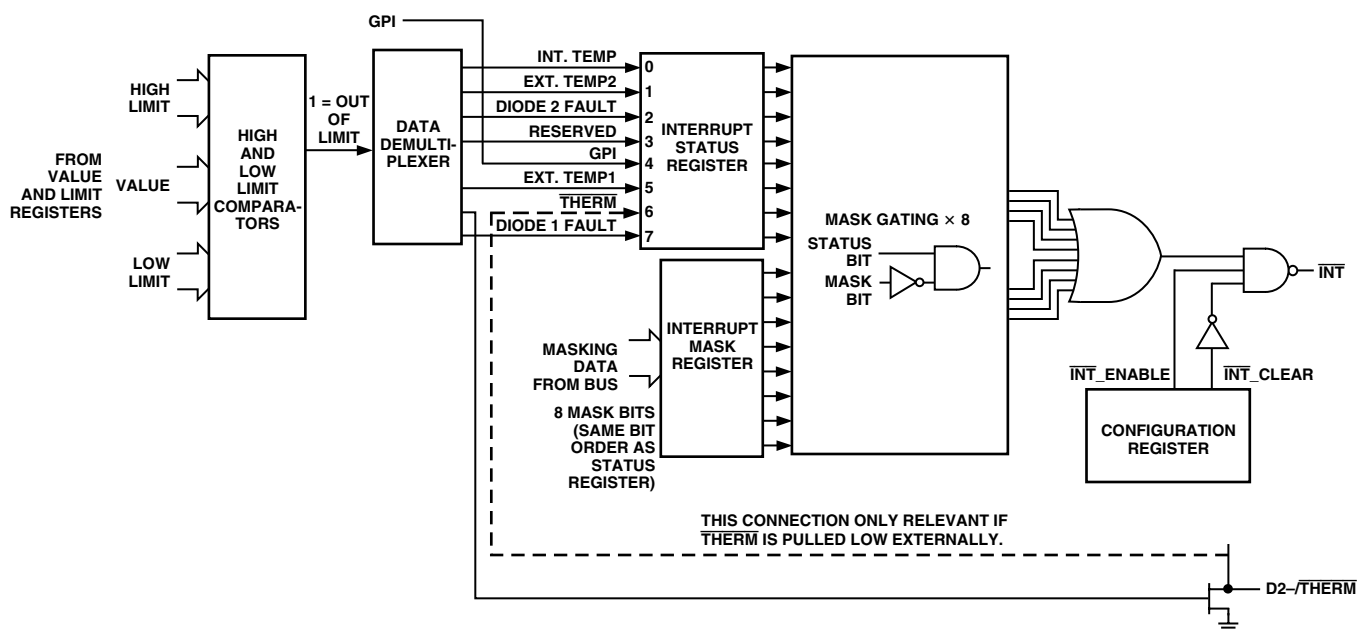 GPI
HIGH
LIMIT
FROM
VALUE
AND LIMIT
REGISTERS
VALUE
LOW
LIMIT
HIGH
AND
LOW
LIMIT
COMPARA-
TORS
1 = OUT
OF
LIMIT
DATA
DEMULTI-
PLEXER
INT. TEMP
EXT. TEMP2
DIODE 2 FAULT
RESERVED
GPI
EXT. TEMP1
THERM
DIODE 1 FAULT
0
1
2
3
4
5
6
7
INTERRUPT
STATUS
REGISTER
MASK GATING × 8
STATUS
BIT
MASK
BIT
INT
INTERRUPT
MASK
REGISTER
MASKING
DATA
FROM BUS
8 MASK BITS
(SAME BIT
ORDER AS
STATUS
REGISTER)
INT_ENABLE
INT_CLEAR
CONFIGURATION
REGISTER
THIS CONNECTION ONLY RELEVANT IF
THERM IS PULLED LOW EXTERNALLY.
D2–/THERM